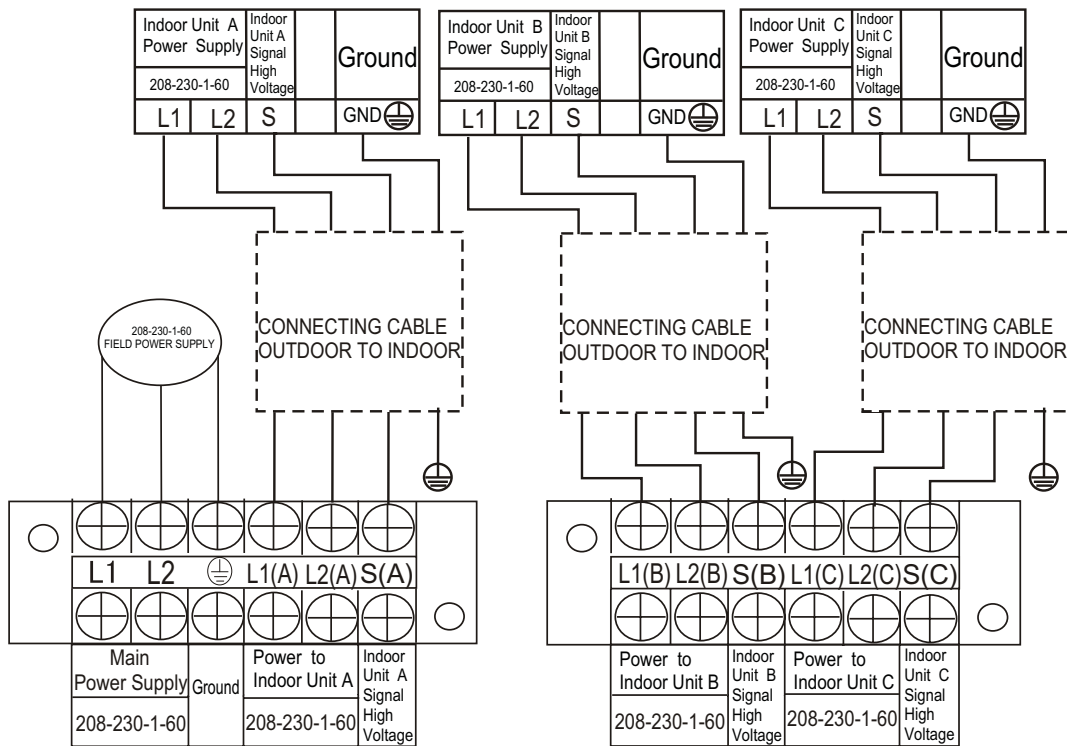 Indoor Unit A
Power Supply
208-230-1-60
Indoor
Unit A
Signal
High
Voltage
Ground
L1 L2 S GND
Indoor Unit B
Power Supply
208-230-1-60
Indoor
Unit B
Signal
High
Voltage
Ground
L1 L2 S GND
Indoor Unit C
Power Supply
208-230-1-60
Indoor
Unit C
Signal
High
Voltage
Ground
L1 L2 S GND
208-230-1-60
FIELD POWER SUPPLY
CONNECTING CABLE
OUTDOOR TO INDOOR
CONNECTING CABLE
OUTDOOR TO INDOOR
CONNECTING CABLE
OUTDOOR TO INDOOR
L1 L2 L1(A) L2(A) S(A)
Main
Power Supply
208-230-1-60
Ground
Power to
Indoor Unit A
208-230-1-60
Indoor
Unit A
Signal
High
Voltage
L1(B) L2(B) S(B) L1(C) L2(C) S(C)
Power to
Indoor Unit B
208-230-1-60
Indoor
Unit B
Signal
High
Voltage
Power to
Indoor Unit C
208-230-1-60
Indoor
Unit C
Signal
High
Voltage